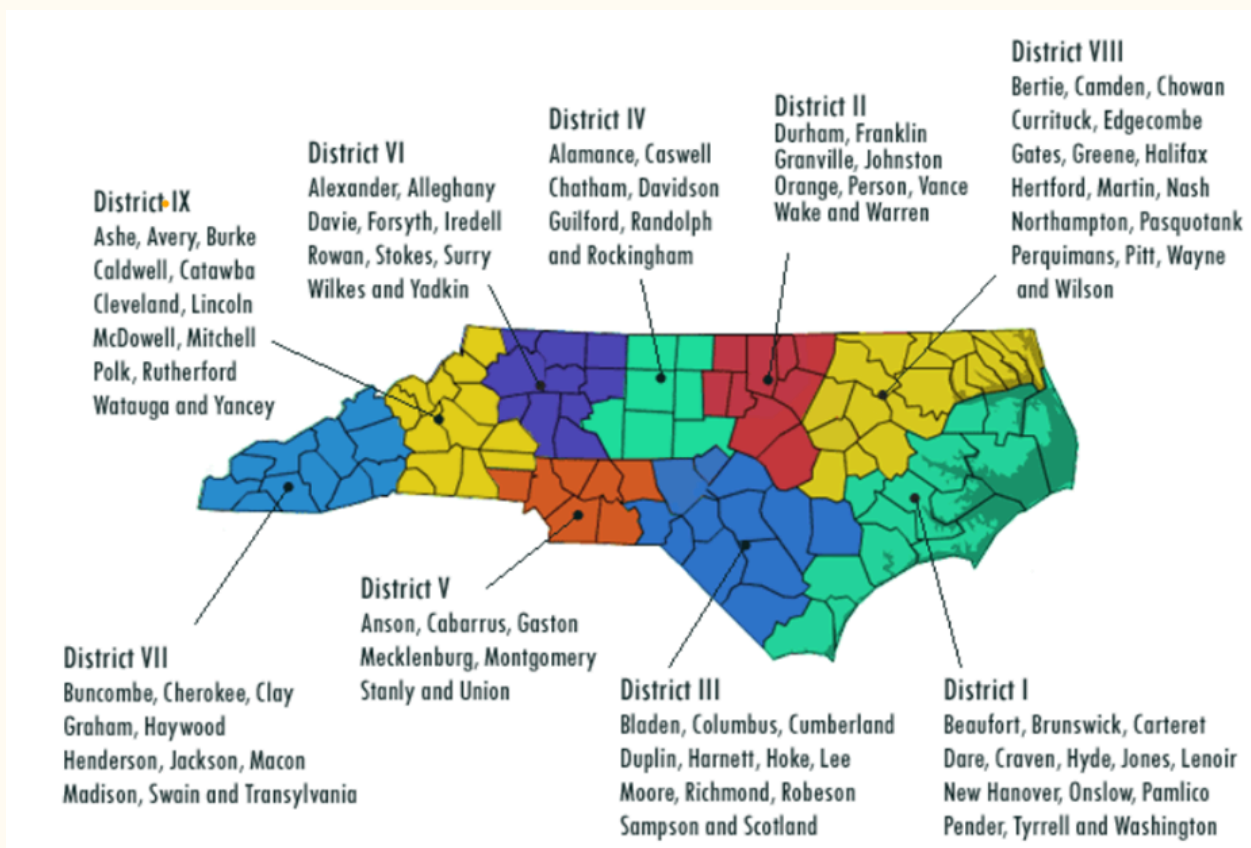 District VIII
Bertie, Camden, Chowan
Currituck, Edgecombe
Gates, Greene, Halifax
Hertford, Martin, Nash
Northampton, Pasquotank
Perquimans, Pitt, Wayne
and Wilson
District II
Durham, Franklin
Granville, Johnston
Orange, Person, Vance
Wake and Warren
District IV
Alamance, Caswell
Chatham, Davidson
Guilford, Randolph
and Rockingham
District VI
Alexander, Alleghany
Davie, Forsyth, Iredell
Rowan, Stokes, Surry
Wilkes and Yadkin
District IX
Ashe, Avery, Burke
Caldwell, Catawba
Cleveland, Lincoln
McDowell, Mitchell
Polk, Rutherford
Watauga and Yancey
District VII
Buncombe, Cherokee, Clay
Graham, Haywood
Henderson, Jackson, Macon
Madison, Swain and Transylvania
District V
Anson, Cabarrus, Gaston
Mecklenburg, Montgomery
Stanly and Union
District III
Bladen, Columbus, Cumberland
Duplin, Harnett, Hoke, Lee
Moore, Richmond, Robeson
Sampson and Scotland
District I
Beaufort, Brunswick, Carteret
Dare, Craven, Hyde, Jones, Lenoir
New Hanover, Onslow, Pamlico
Pender, Tyrrell and Washington